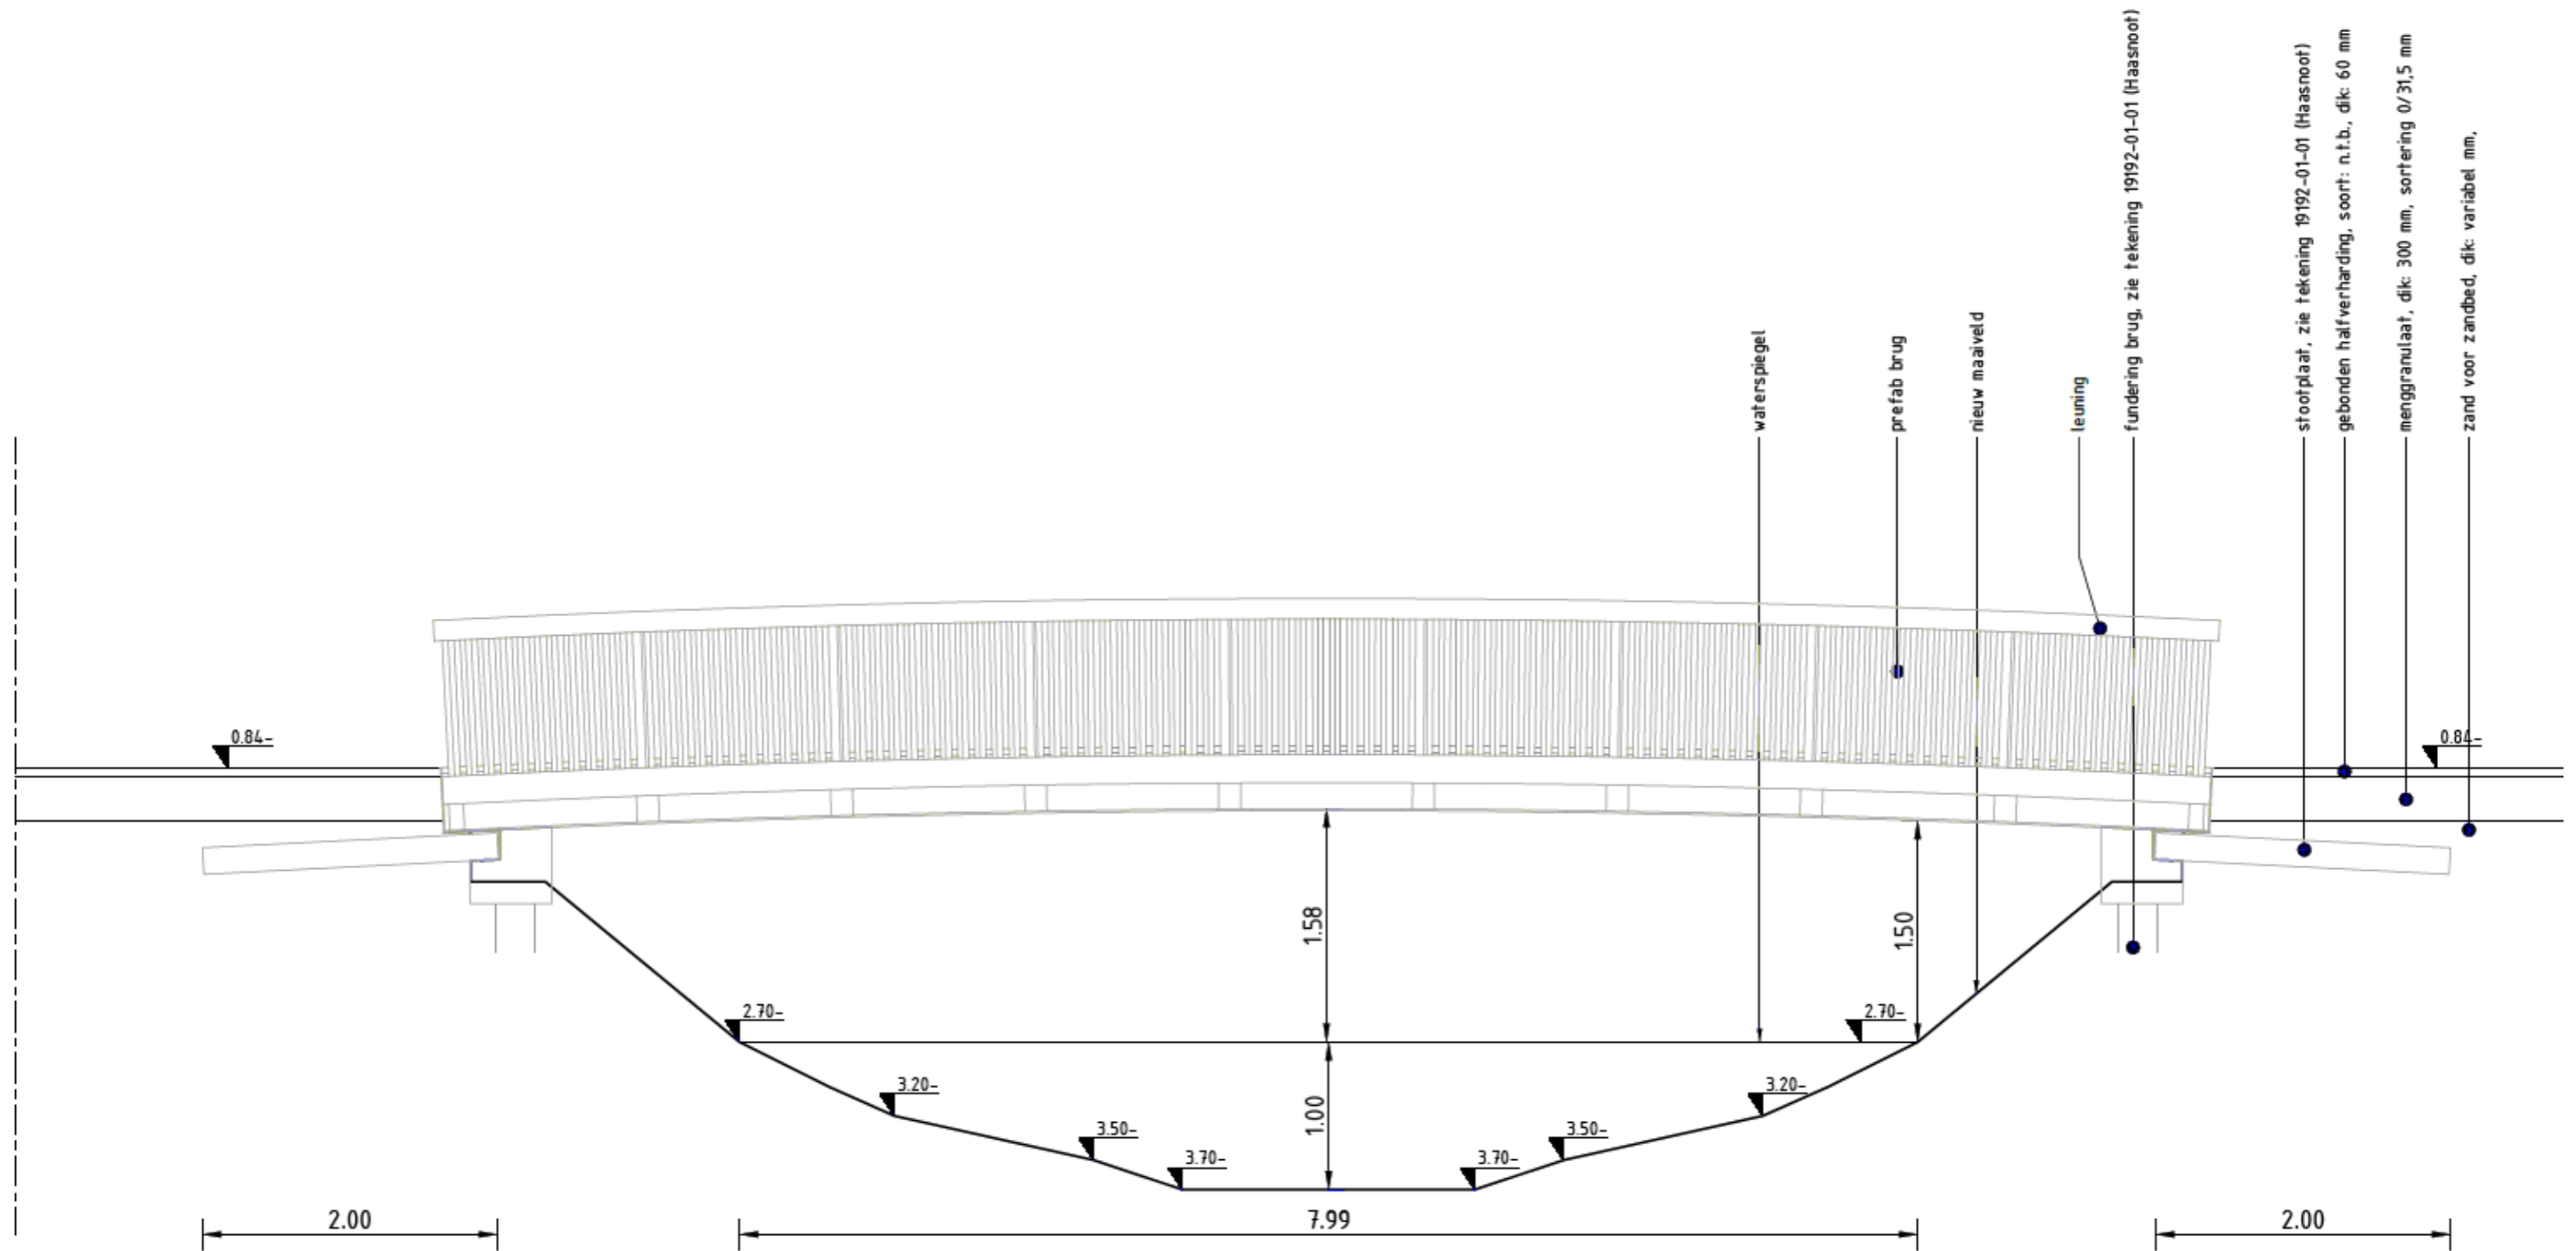 waterspiegel
prefab brug
nieuw maaiveld
leuning
fundering brug, zie tekening 19192-01-01 (Haasnoot)
stootplaat, zie tekening 19192-01-01 (Haasnoot)
gebonden halfverharding, soort: n.t.b., dik: 60 mm
menggranulaat, dik: 300 mm, sortering 0/31,5 mm
zand voor zandbed, dik: variabel mm,
0.84-
0.84-
1.58
1.50
2.70-
2.70-
3.20-
3.20-
1.00
3.50-
3.50-
3.70-
3.70-
2.00
7.99
2.00